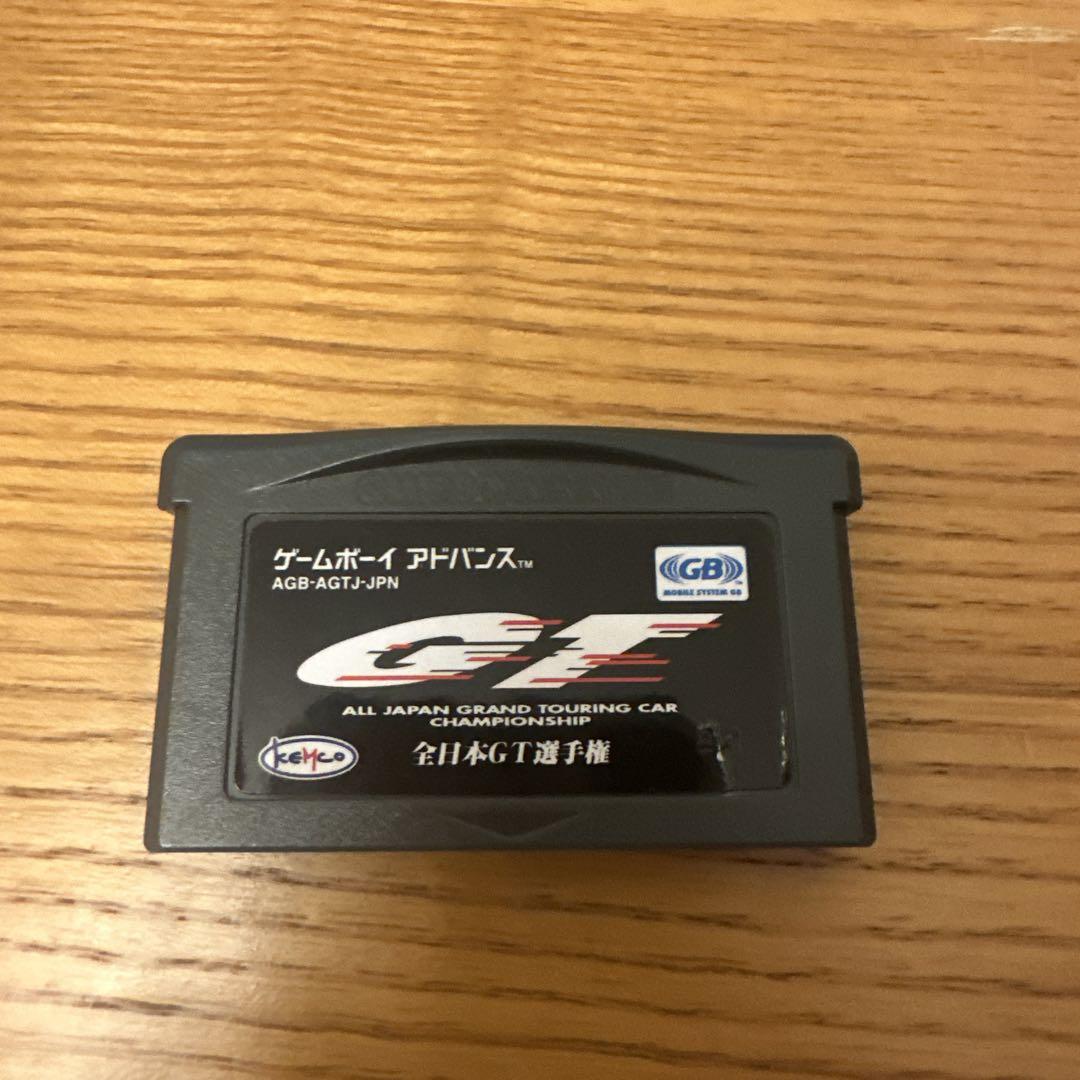 ゲームボーイ アドバンス™
AGB-AGTJ-JPN
GB™
MOBILE SYSTEM GB
GT
ALL JAPAN GRAND TOURING CAR
CHAMPIONSHIP
KEMCO
全日本GT選手権